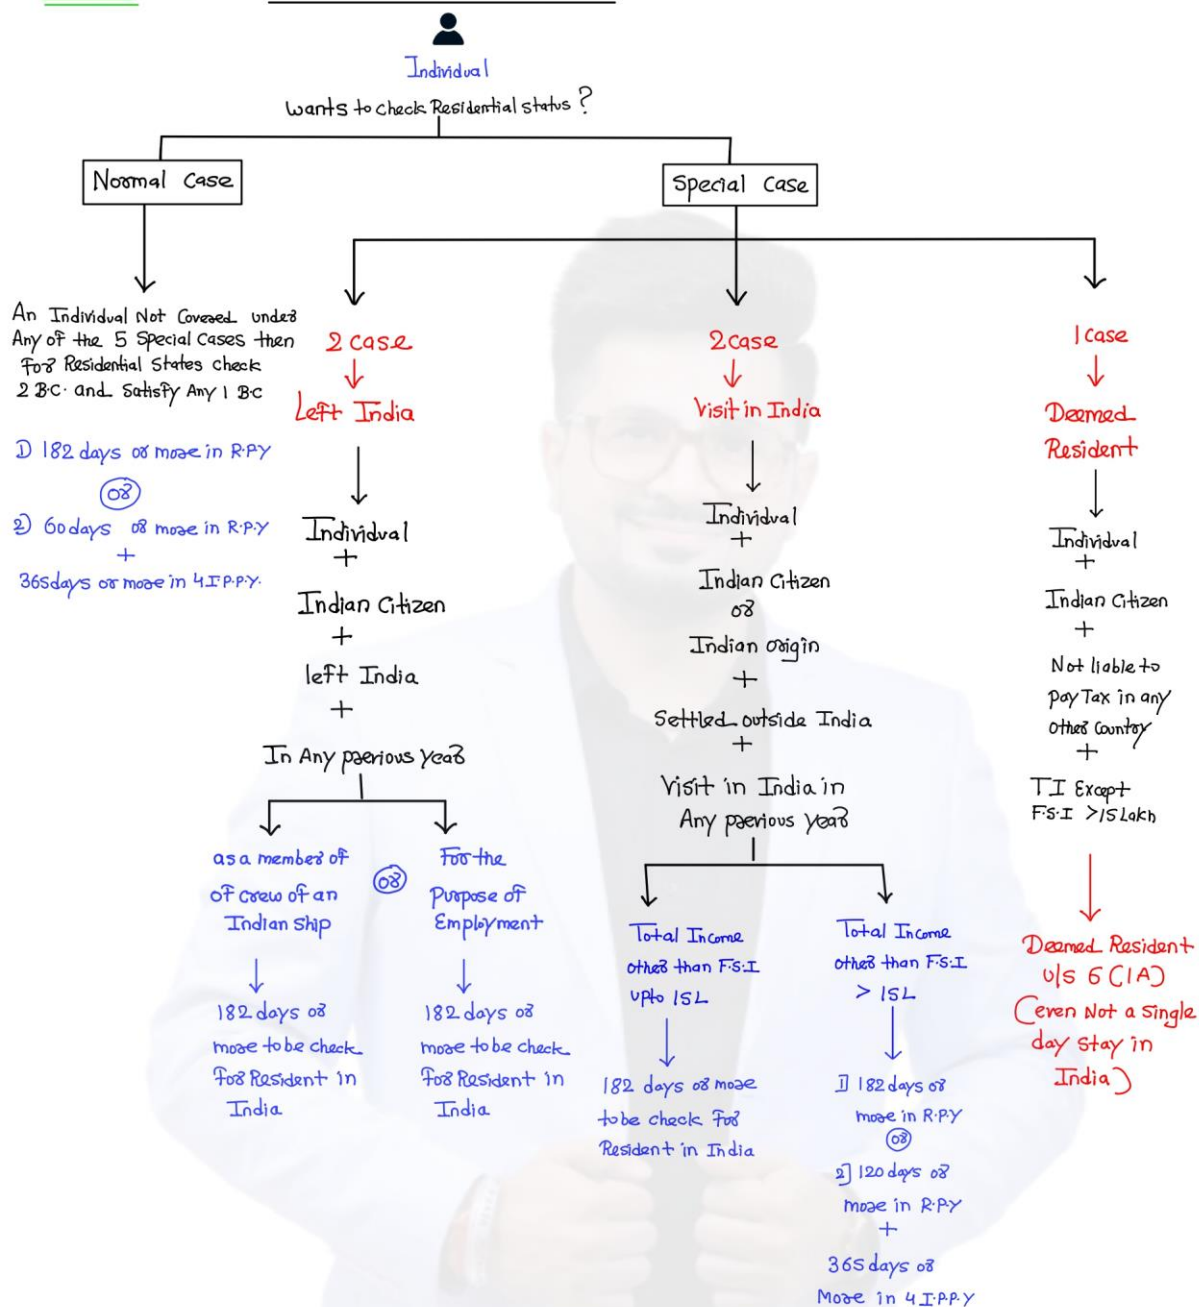 Individual
wants to check Residential status?
Normal Case
Special Case
An Individual Not Covered under
Any of the 5 Special Cases then
For Residential States check
2 B.C. and Satisfy Any 1 B.C
1) 182 days or more in R.P.Y
or
2) 60 days or more in R.P.Y
+
365 days or more in 4 I.P.P.Y.
2 case
Left India
Individual
+
Indian Citizen
+
left India
+
In Any previous year
as a member of
of crew of an
Indian Ship
182 days or
more to be check
For Resident in
India
or
For the
Purpose of
Employment
182 days or
more to be check
For Resident in
India
2 case
Visit in India
Individual
+
Indian Citizen
or
Indian origin
+
Settled outside India
+
Visit in India in
Any previous year
Total Income
other than F.S.I
upto 15L
182 days or more
to be check For
Resident in India
Total Income
other than F.S.I
> 15L
1) 182 days or
more in R.P.Y
or
2] 120 days or
more in R.P.Y
+
365 days or
More in 4 I.P.P.Y
1 case
Deemed
Resident
Individual
+
Indian Citizen
+
Not liable to
pay Tax in any
other Country
+
TI Except
F.S.I >15 Lakh
Deemed Resident
u/s 6 (1A)
(even Not a single
day stay in
India)